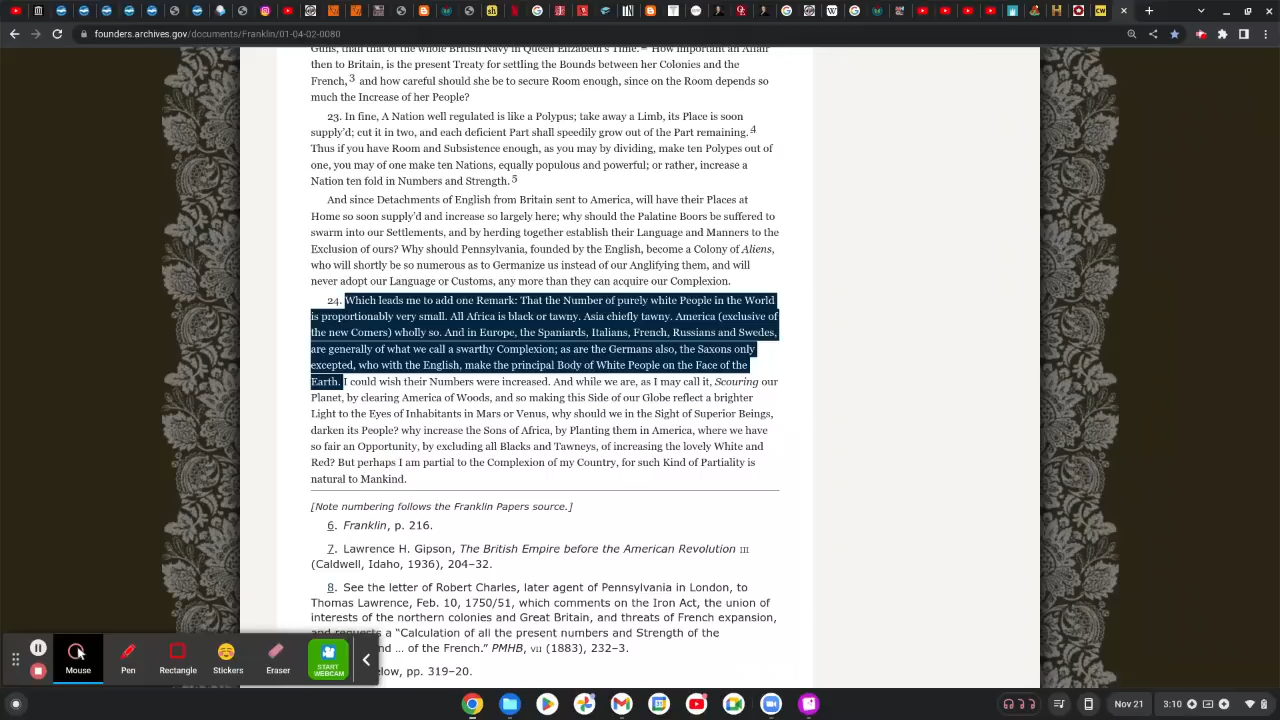 founders.archives.gov/documents/Franklin/01-04-02-0080
Guns, than that of the whole British Navy in Queen Elizabeth's Time. How important an Affair
then to Britain, is the present Treaty for settling the Bounds between her Colonies and the
French,3 and how careful should she be to secure Room enough, since on the Room depends so
much the Increase of her People?
23. In fine, A Nation well regulated is like a Polypus; take away a Limb, its Place is soon
supply'd; cut it in two, and each deficient Part shall speedily grow out of the Part remaining.4
Thus if you have Room and Subsistence enough, as you may by dividing, make ten Polypes out of
one, you may of one make ten Nations, equally populous and powerful; or rather, increase a
Nation ten fold in Numbers and Strength.5
And since Detachments of English from Britain sent to America, will have their Places at
Home so soon supply'd and increase so largely here; why should the Palatine Boors be suffered to
swarm into our Settlements, and by herding together establish their Language and Manners to the
Exclusion of ours? Why should Pennsylvania, founded by the English, become a Colony of Aliens,
who will shortly be so numerous as to Germanize us instead of our Anglifying them, and will
never adopt our Language or Customs, any more than they can acquire our Complexion.
24. Which leads me to add one Remark: That the Number of purely white People in the World
is proportionably very small. All Africa is black or tawny. Asia chiefly tawny. America (exclusive of
the new Comers) wholly so. And in Europe, the Spaniards, Italians, French, Russians and Swedes,
are generally of what we call a swarthy Complexion; as are the Germans also, the Saxons only
excepted, who with the English, make the principal Body of White People on the Face of the
Earth. I could wish their Numbers were increased. And while we are, as I may call it, Scouring our
Planet, by clearing America of Woods, and so making this Side of our Globe reflect a brighter
Light to the Eyes of Inhabitants in Mars or Venus, why should we in the Sight of Superior Beings,
darken its People? why increase the Sons of Africa, by Planting them in America, where we have
so fair an Opportunity, by excluding all Blacks and Tawneys, of increasing the lovely White and
Red? But perhaps I am partial to the Complexion of my Country, for such Kind of Partiality is
natural to Mankind.
[Note numbering follows the Franklin Papers source.]
6. Franklin, p. 216.
7. Lawrence H. Gipson, The British Empire before the American Revolution III
(Caldwell, Idaho, 1936), 204–32.
8. See the letter of Robert Charles, later agent of Pennsylvania in London, to
Thomas Lawrence, Feb. 10, 1750/51, which comments on the Iron Act, the union of
interests of the northern colonies and Great Britain, and threats of French expansion,
and requests a "Calculation of all the present numbers and Strength of the
nd ... of the French." PMHB, VII (1883), 232–3.
elow, pp. 319–20.
Mouse
Pen
Rectangle
Stickers
Eraser
START
WEBCAM
Nov 21
3:10